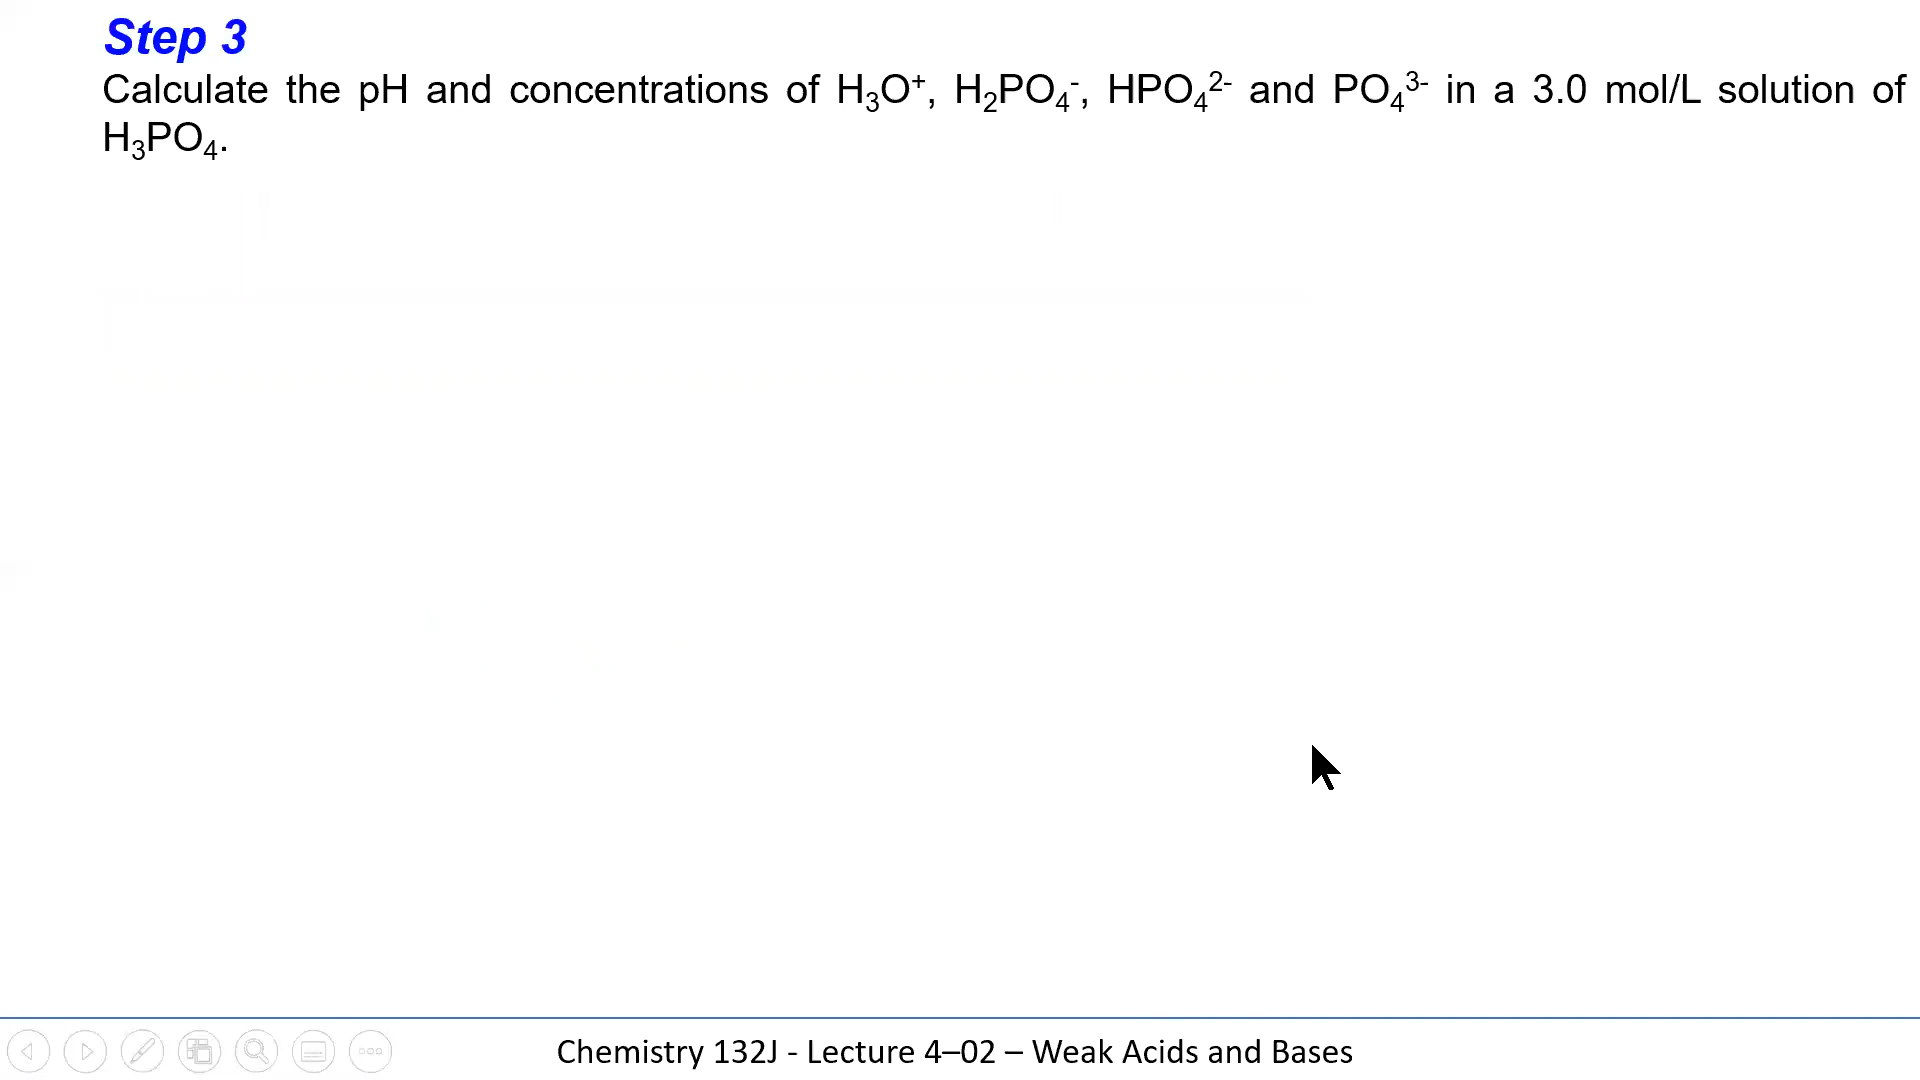 Step 3
Calculate the pH and concentrations of H₃O⁺, H₂PO₄⁻, HPO₄²⁻ and PO₄³⁻ in a 3.0 mol/L solution of
H₃PO₄.
Chemistry 132J - Lecture 4–02 – Weak Acids and Bases